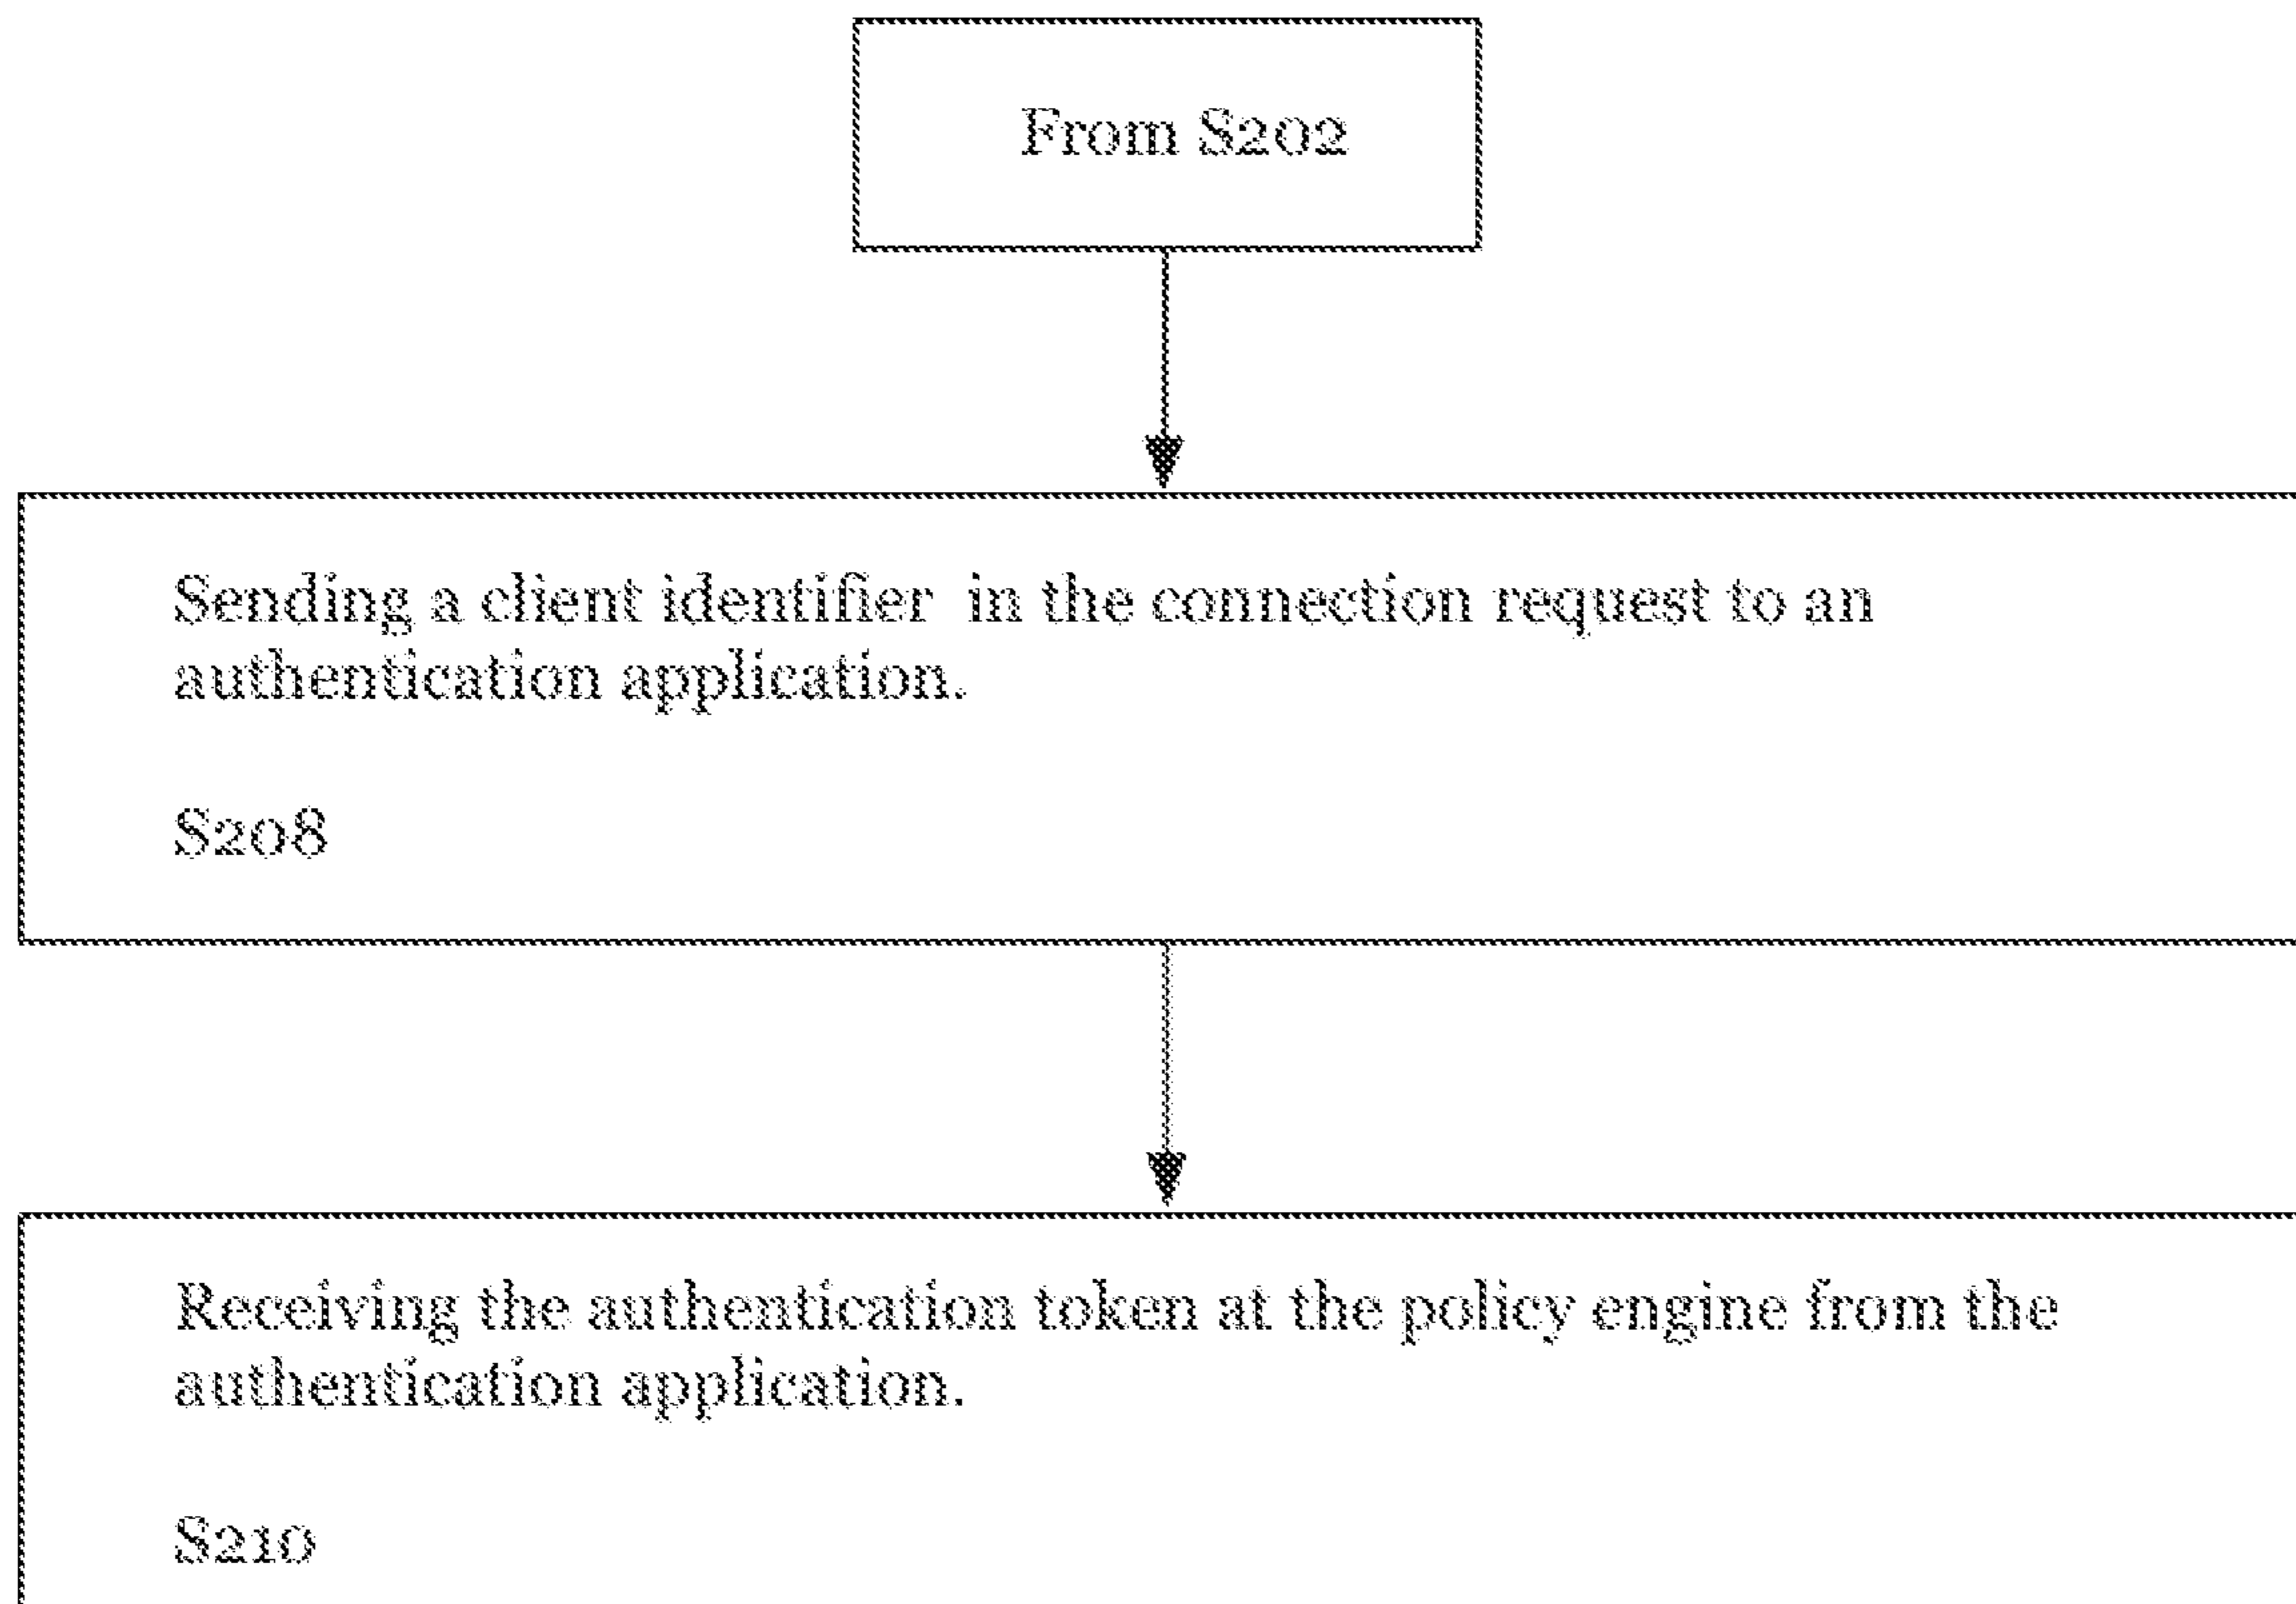 From S202
Sending a client identifier in the connection request to an
authentication application.
S208
Receiving the authentication token at the policy engine from the
authentication application.
S210